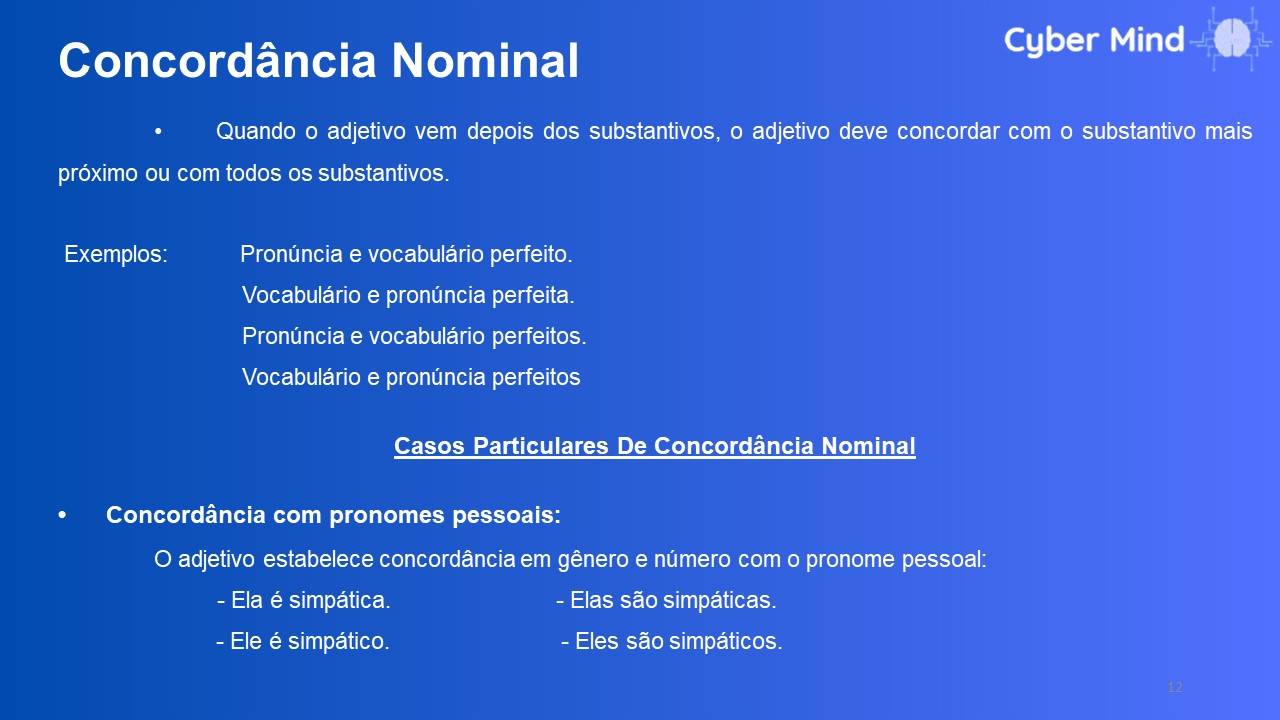 Concordância Nominal
Cyber Mind
• Quando o adjetivo vem depois dos substantivos, o adjetivo deve concordar com o substantivo mais
próximo ou com todos os substantivos.
Exemplos: Pronúncia e vocabulário perfeito.
Vocabulário e pronúncia perfeita.
Pronúncia e vocabulário perfeitos.
Vocabulário e pronúncia perfeitos
Casos Particulares De Concordância Nominal
• Concordância com pronomes pessoais:
O adjetivo estabelece concordância em gênero e número com o pronome pessoal:
- Ela é simpática. - Elas são simpáticas.
- Ele é simpático. - Eles são simpáticos.
12